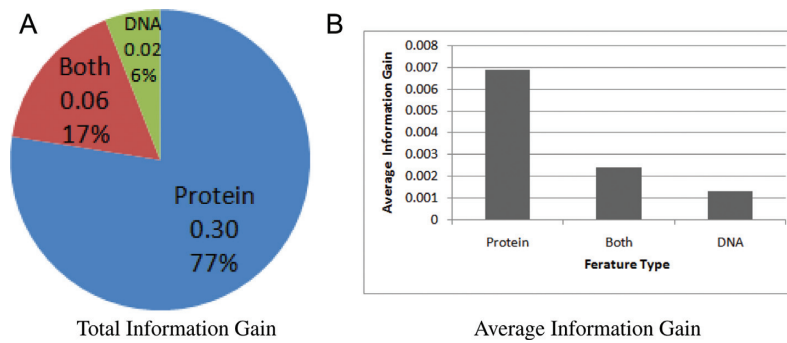 A
DNA
0.02
6%
Both
0.06
17%
Protein
0.30
77%
Total Information Gain
B
0.008
0.007
0.006
0.005
0.004
0.003
0.002
0.001
0
Average Information Gain
Protein Both DNA
Ferature Type
Average Information Gain